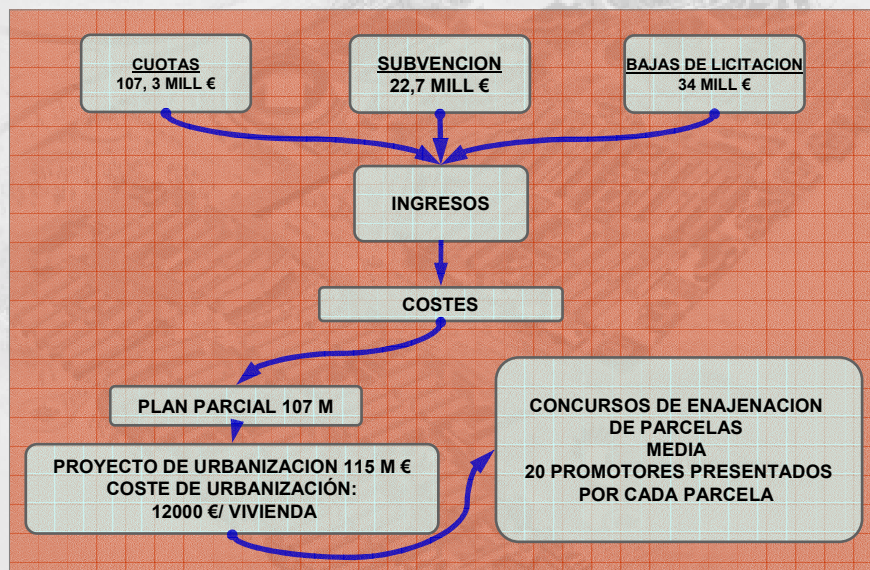 CUOTAS
107, 3 MILL €
SUBVENCION
22,7 MILL €
BAJAS DE LICITACION
34 MILL €
INGRESOS
COSTES
PLAN PARCIAL 107 M
PROYECTO DE URBANIZACION 115 M €
COSTE DE URBANIZACIÓN:
12000 €/ VIVIENDA
CONCURSOS DE ENAJENACION
DE PARCELAS
MEDIA
20 PROMOTORES PRESENTADOS
POR CADA PARCELA